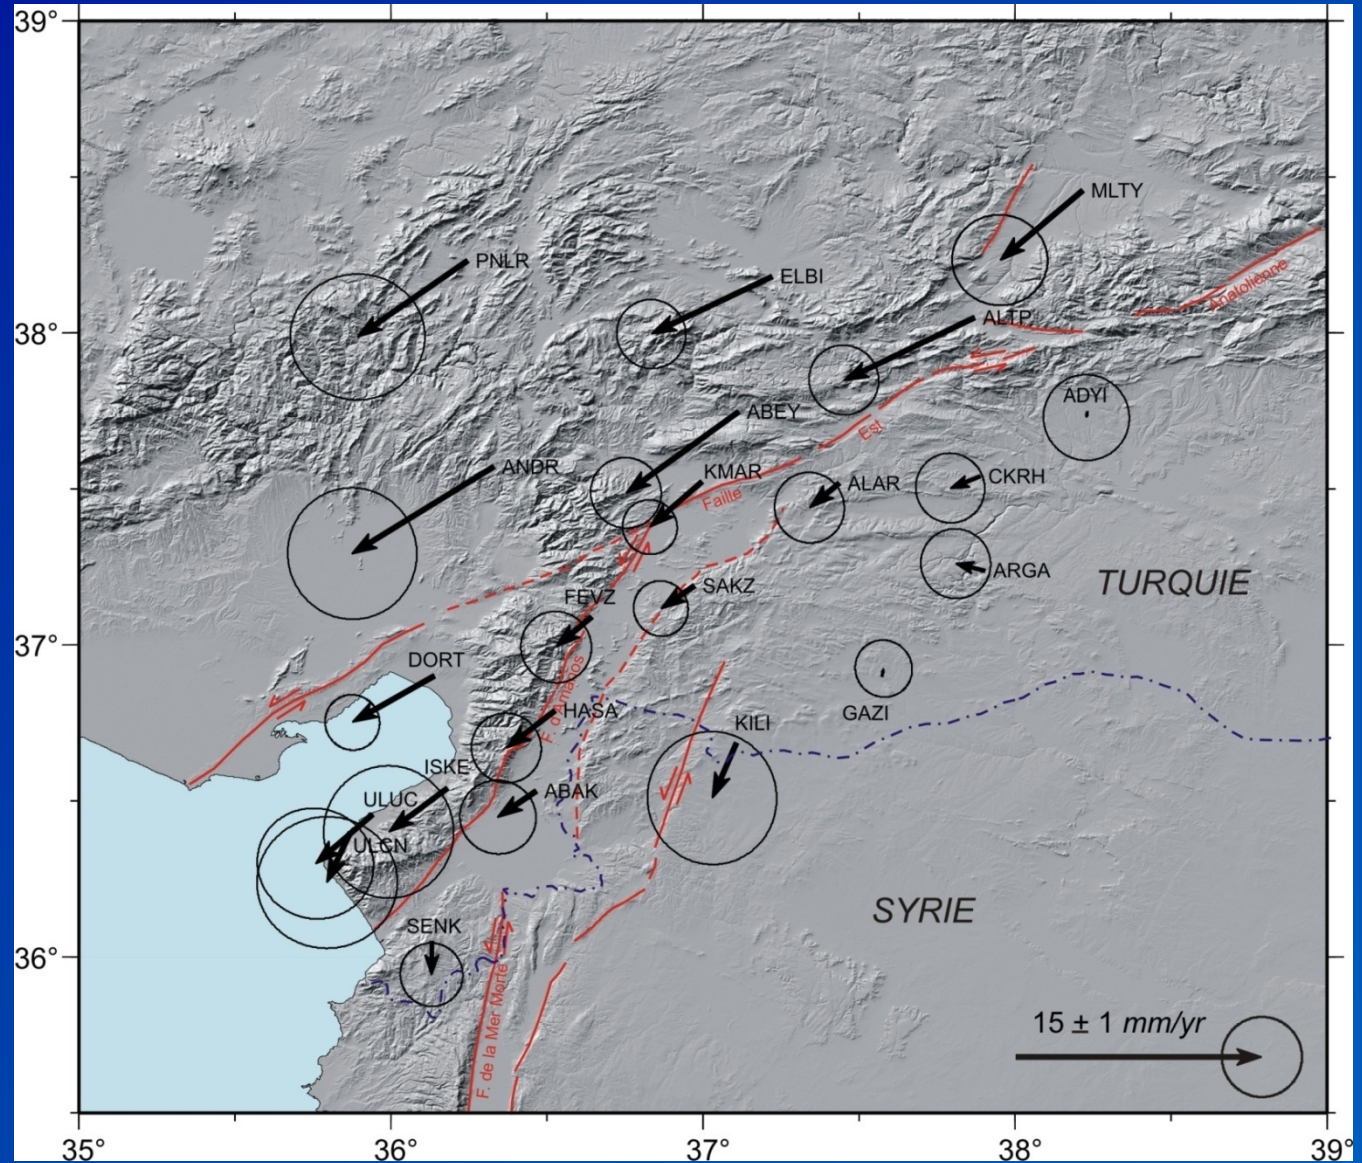 39°
MLTY
PNLR
ELBI
Anatolienne
38°
ALTP
ADYI
ABEY
Est
ANDR
KMAR
ALAR
CKRH
Faille
ARGA
TURQUIE
SAKZ
FEVZ
37°
DORT
F. d'Amanos
HASA
GAZI
KILI
ISKE
ABAK
ULUC
ULCN
SYRIE
SENK
36°
F. de la Mer Morte
15 ± 1 mm/yr
35°
36°
37°
38°
39°